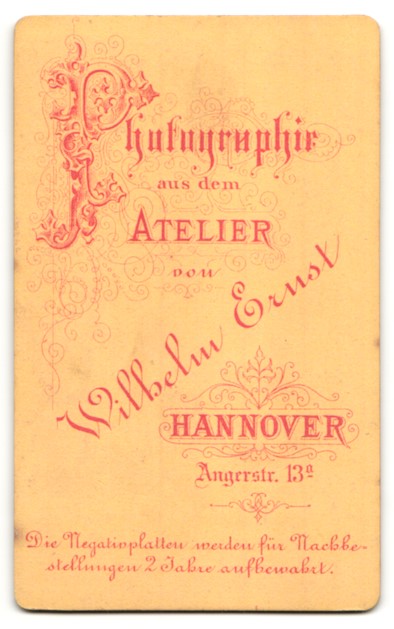 Photographie
aus dem
ATELIER
von
Wilhelm Ernst
HANNOVER
Angerstr. 13a
Die Negativplatten werden für Nachbe-
stellungen 2 Jahre aufbewahrt.